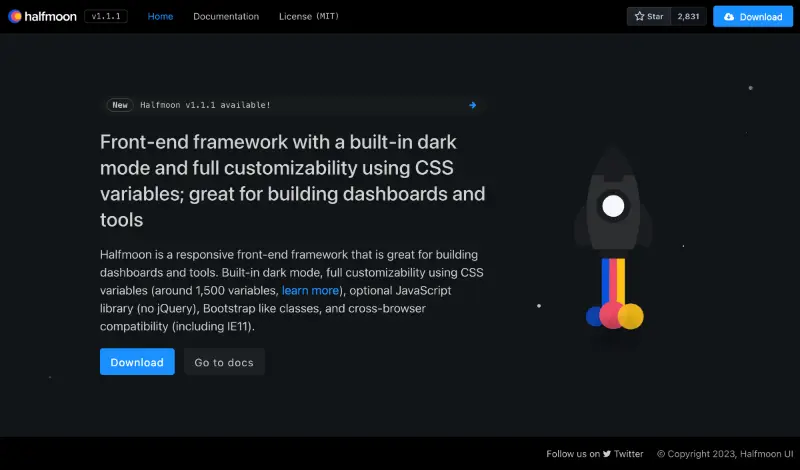 halfmoon v1.1.1 Home Documentation License (MIT) Star 2,831 Download
New Halfmoon v1.1.1 available!
Front-end framework with a built-in dark
mode and full customizability using CSS
variables; great for building dashboards and
tools
Halfmoon is a responsive front-end framework that is great for building
dashboards and tools. Built-in dark mode, full customizability using CSS
variables (around 1,500 variables, learn more), optional JavaScript
library (no jQuery), Bootstrap like classes, and cross-browser
compatibility (including IE11).
Download Go to docs
Follow us on Twitter © Copyright 2023, Halfmoon UI